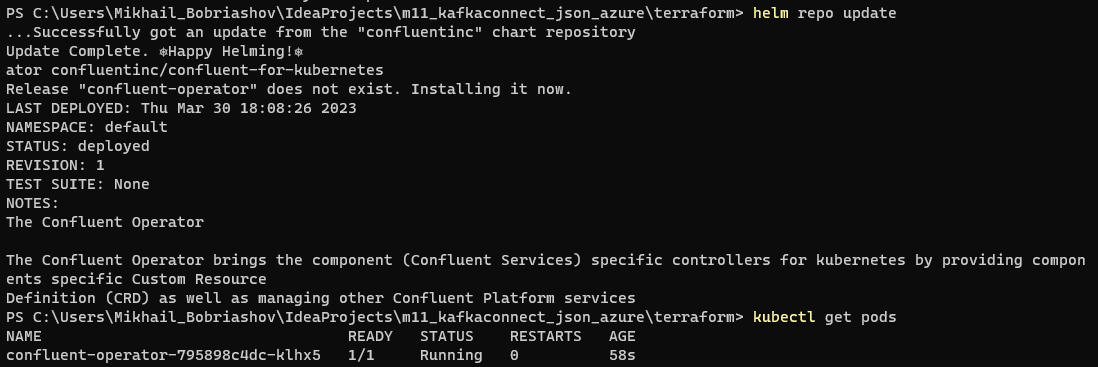 PS C:\Users\Mikhail_Bobriashov\IdeaProjects\m11_kafkaconnect_json_azure\terraform> helm repo update
...Successfully got an update from the "confluentinc" chart repository
Update Complete. ⎈Happy Helming!⎈
ator confluentinc/confluent-for-kubernetes
Release "confluent-operator" does not exist. Installing it now.
LAST DEPLOYED: Thu Mar 30 18:08:26 2023
NAMESPACE: default
STATUS: deployed
REVISION: 1
TEST SUITE: None
NOTES:
The Confluent Operator
The Confluent Operator brings the component (Confluent Services) specific controllers for kubernetes by providing compon
ents specific Custom Resource
Definition (CRD) as well as managing other Confluent Platform services
PS C:\Users\Mikhail_Bobriashov\IdeaProjects\m11_kafkaconnect_json_azure\terraform> kubectl get pods
NAME READY STATUS RESTARTS AGE
confluent-operator-795898c4dc-klhx5 1/1 Running 0 58s